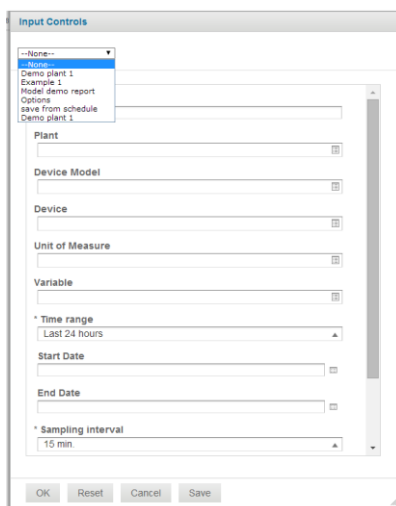 Input Controls
--None--
--None--
Demo plant 1
Example 1
Model demo report
Options
save from schedule
Demo plant 1
Plant
Device Model
Device
Unit of Measure
Variable
* Time range
Last 24 hours
Start Date
End Date
* Sampling interval
15 min.
OK Reset Cancel Save